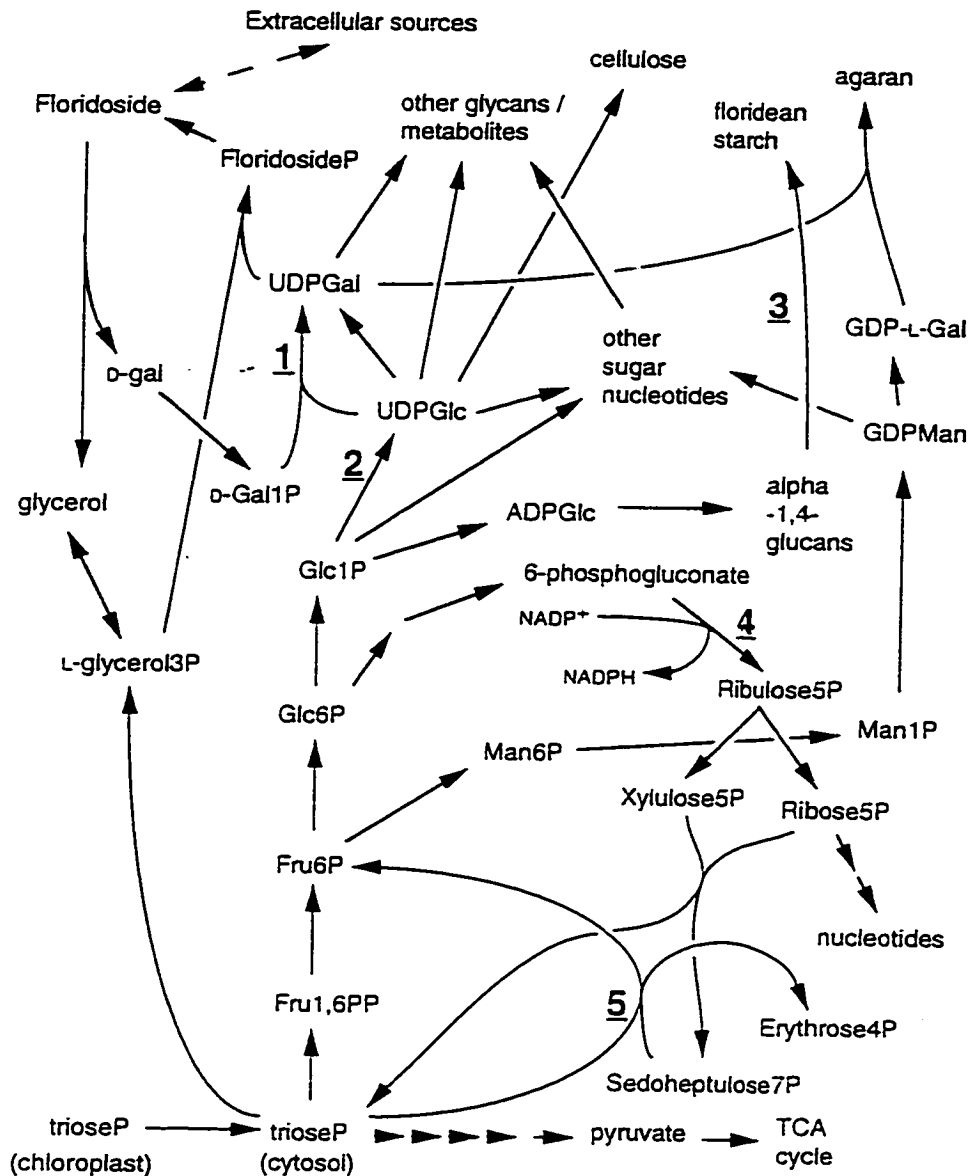 Extracellular sources
cellulose
agaran
Floridoside
other glycans /
metabolites
floridean
starch
FloridosideP
UDPGal
3
GDP-L-Gal
1
other
sugar
nucleotides
D-gal
UDPGlc
GDPMan
2
glycerol
D-Gal1P
ADPGlc
alpha
-1,4-
glucans
Glc1P
6-phosphogluconate
NADP+
4
L-glycerol3P
NADPH
Ribulose5P
Glc6P
Man6P
Man1P
Xylulose5P
Ribose5P
Fru6P
nucleotides
Fru1,6PP
5
Erythrose4P
Sedoheptulose7P
trioseP
(chloroplast)
trioseP
(cytosol)
pyruvate
TCA
cycle